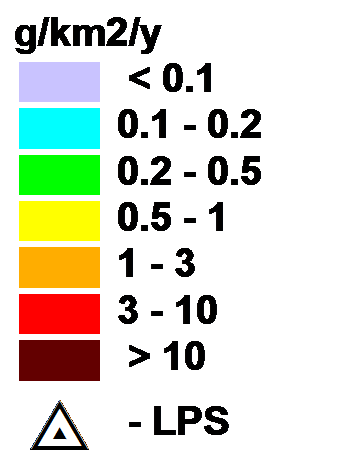 g/km2/y
< 0.1
0.1 - 0.2
0.2 - 0.5
0.5 - 1
1 - 3
3 - 10
> 10
- LPS